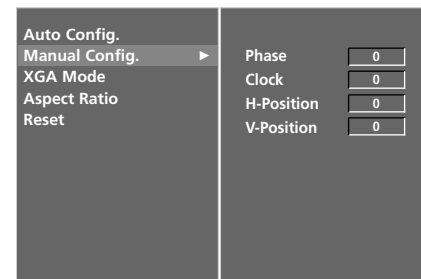 Auto Config.
Manual Config. ►
XGA Mode
Aspect Ratio
Reset
Phase 0
Clock 0
H-Position 0
V-Position 0